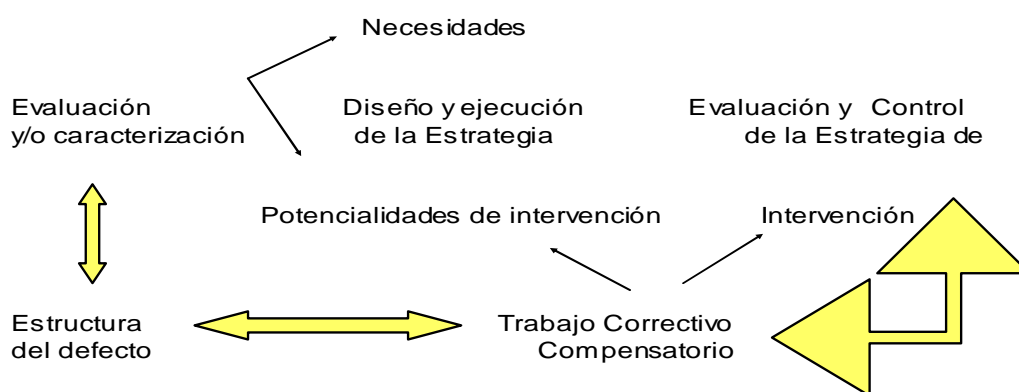 Necesidades
Evaluación
y/o caracterización
Diseño y ejecución
de la Estrategia
Evaluación y Control
de la Estrategia de
Potencialidades de intervención
Intervención
Estructura
del defecto
Trabajo Correctivo
Compensatorio